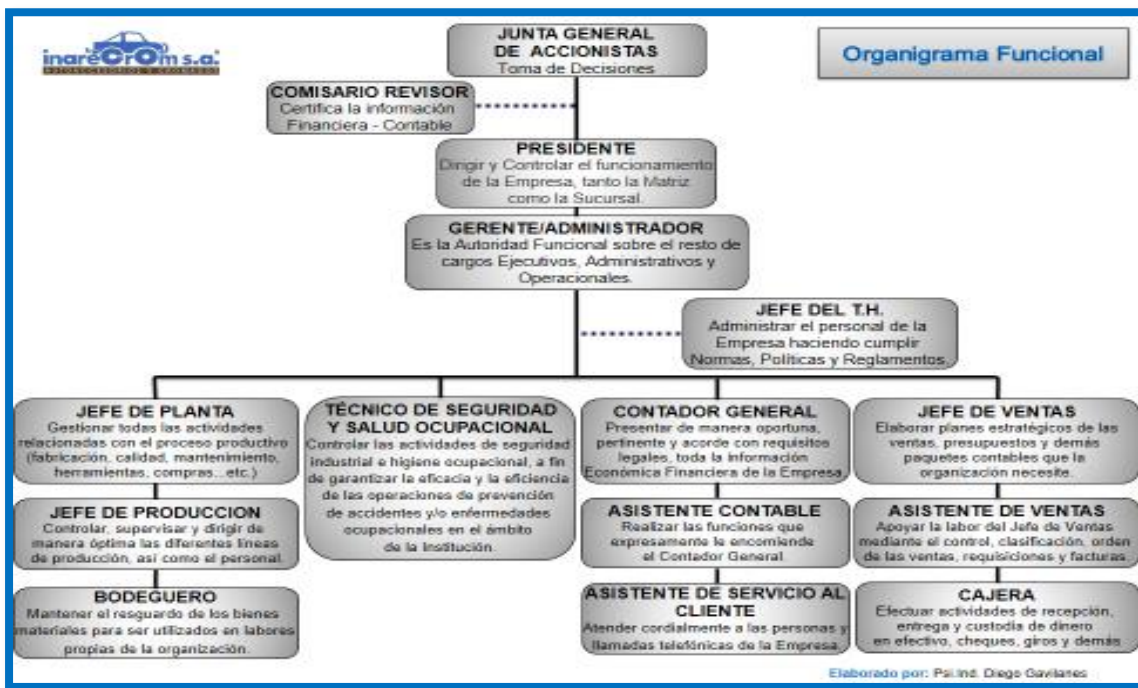 inarecrom s.a.
Organigrama Funcional
JUNTA GENERAL
DE ACCIONISTAS
Toma de Decisiones
COMISARIO REVISOR
Certifica la información
Financiera - Contable
PRESIDENTE
Dirigir y Controlar el funcionamiento
de la Empresa, tanto la Matriz
como la Sucursal.
GERENTE/ADMINISTRADOR
Es la Autoridad Funcional sobre el resto de
cargos Ejecutivos, Administrativos y
Operacionales.
JEFE DEL T.H.
Administrar el personal de la
Empresa haciendo cumplir
Normas, Políticas y Reglamentos.
JEFE DE PLANTA
Gestionar todas las actividades
relacionadas con el proceso productivo
(fabricación, calidad, mantenimiento,
herramientas, compras...etc.)
JEFE DE PRODUCCION
Controlar, supervisar y dirigir de
manera óptima las diferentes líneas
de producción, así como el personal.
BODEGUERO
Mantener el resguardo de los bienes
materiales para ser utilizados en labores
propias de la organización.
TÉCNICO DE SEGURIDAD
Y SALUD OCUPACIONAL
Controlar las actividades de seguridad
industrial e higiene ocupacional, a fin
de garantizar la eficacia y la eficiencia
de las operaciones de prevención
de accidentes y/o enfermedades
ocupacionales en el ámbito
de la Institución.
CONTADOR GENERAL
Presentar de manera oportuna,
pertinente y acorde con requisitos
legales, toda la Información
Económica Financiera de la Empresa
ASISTENTE CONTABLE
Realizar las funciones que
expresamente le encomiende
el Contador General.
ASISTENTE DE SERVICIO AL
CLIENTE
Atender cordialmente a las personas y
llamadas telefónicas de la Empresa.
JEFE DE VENTAS
Elaborar planes estratégicos de las
ventas, presupuestos y demás
paquetes contables que la
organización necesite.
ASISTENTE DE VENTAS
Apoyar la labor del Jefe de Ventas
mediante el control, clasificación, orden
de las ventas, requisiciones y facturas.
CAJERA
Efectuar actividades de recepción,
entrega y custodia de dinero
en efectivo, cheques, giros y demás
Elaborado por: Psi.Ind. Diego Gavilanes